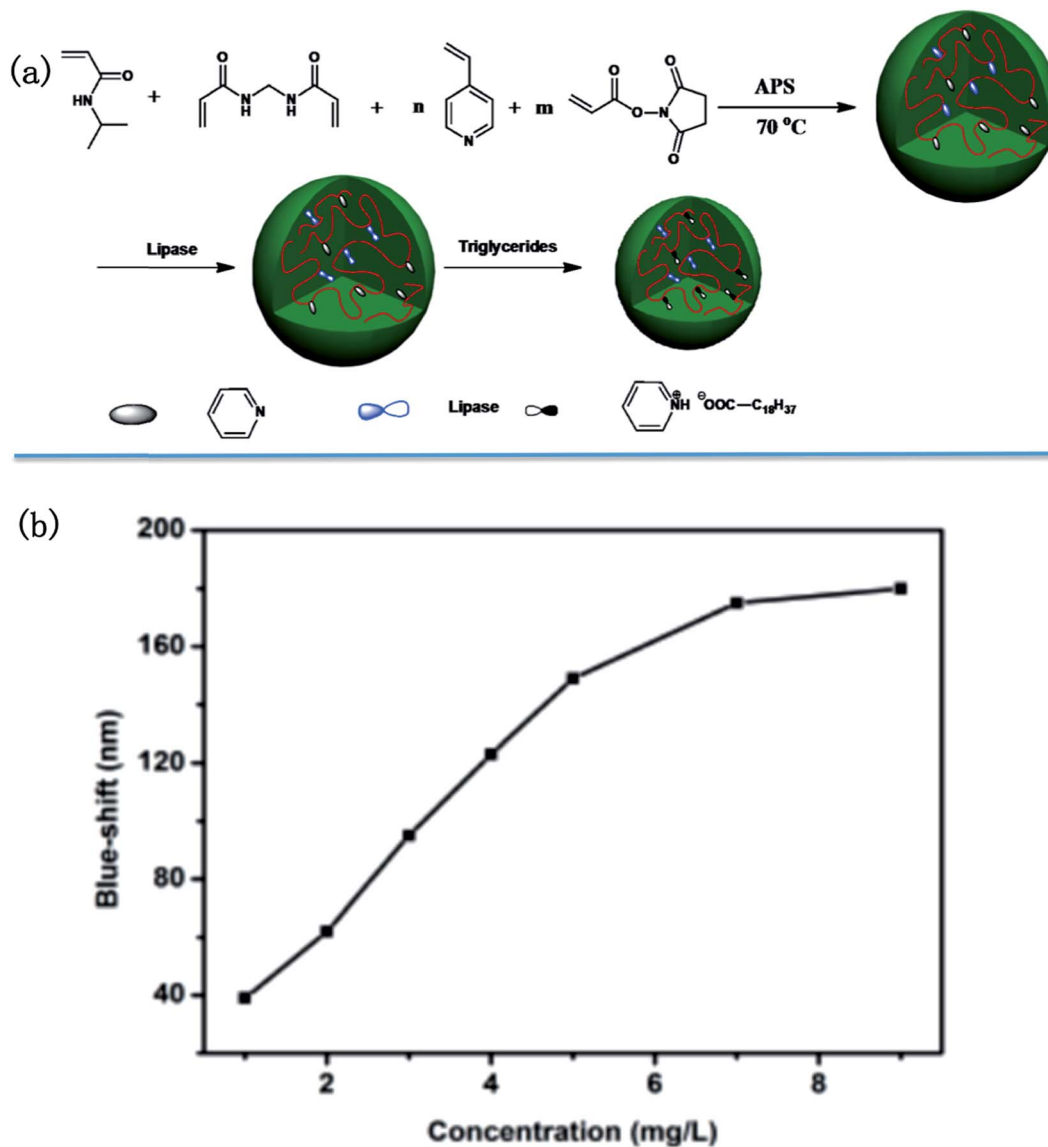 (a)
O
NH
+
O
N
H
N
H
O
+ n
N
+ m
O
O
N
O
O
APS
70 °C
Lipase
Triglycerides
N
Lipase
⊕
NH
⊖
OOC—C18H37
(b)
200
160
120
80
40
2
4
6
8
Blue-shift (nm)
Concentration (mg/L)